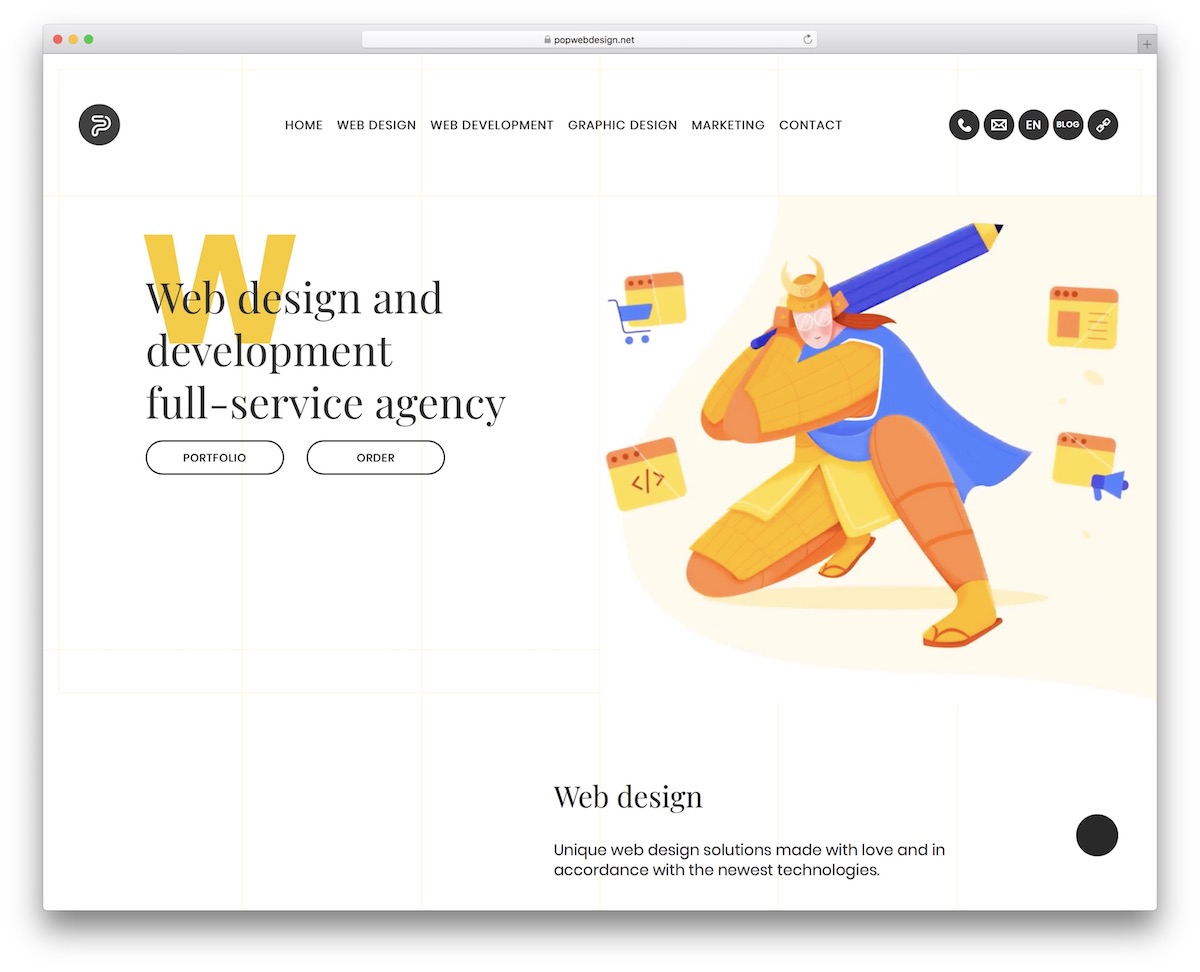 popwebdesign.net
HOME WEB DESIGN WEB DEVELOPMENT GRAPHIC DESIGN MARKETING CONTACT EN BLOG
W
Web design and
development
full-service agency
PORTFOLIO ORDER
</>
Web design
Unique web design solutions made with love and in
accordance with the newest technologies.